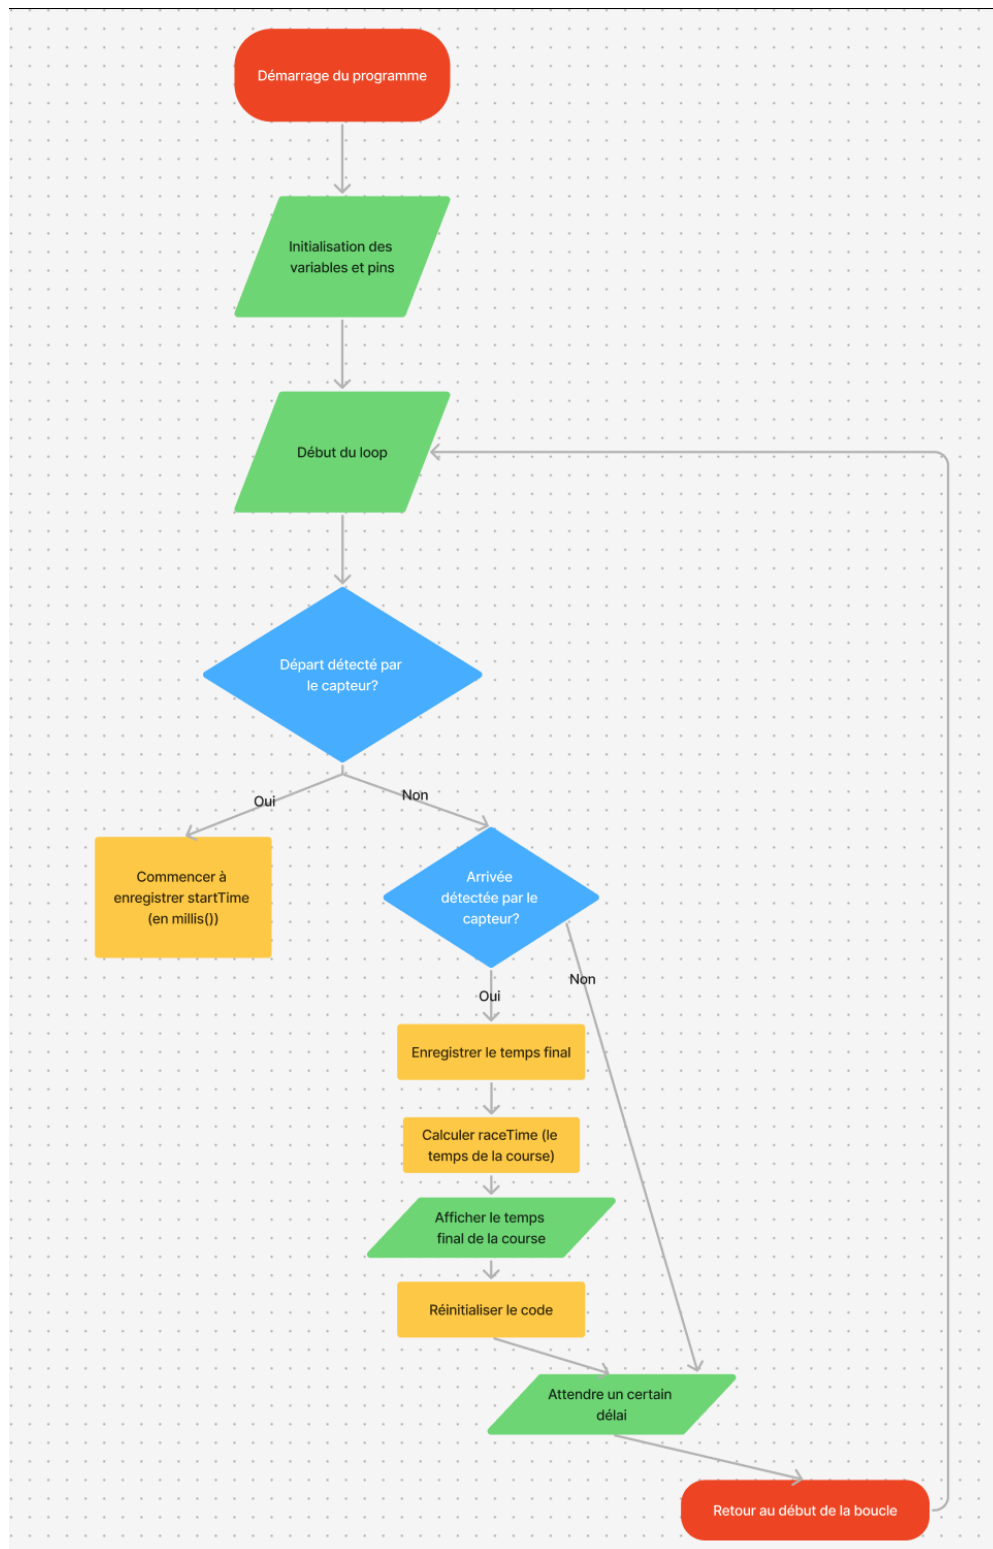 Démarrage du programme
Initialisation des
variables et pins
Début du loop
Départ détecté par
le capteur?
Oui
Non
Commencer à
enregistrer startTime
(en millis())
Arrivée
détectée par le
capteur?
Non
Oui
Enregistrer le temps final
Calculer raceTime (le
temps de la course)
Afficher le temps
final de la course
Réinitialiser le code
Attendre un certain
délai
Retour au début de la boucle